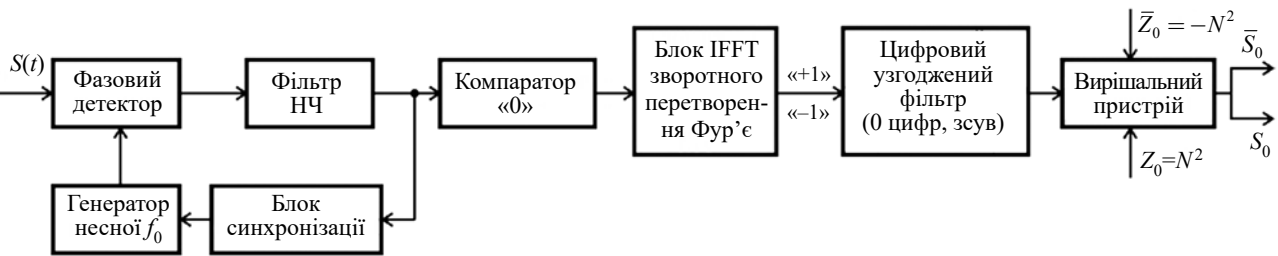 S(t)
Фазовий
детектор
Фільтр
НЧ
Компаратор
«0»
Блок IFFT
зворотного
перетворен-
ня Фур’є
«+1»
«–1»
Цифровий
узгоджений
фільтр
(0 цифр, зсув)
Z̅₀ = –N²
Вирішальний
пристрій
Z₀=N²
S̅₀
S₀
Генератор
несної f₀
Блок
синхронізації